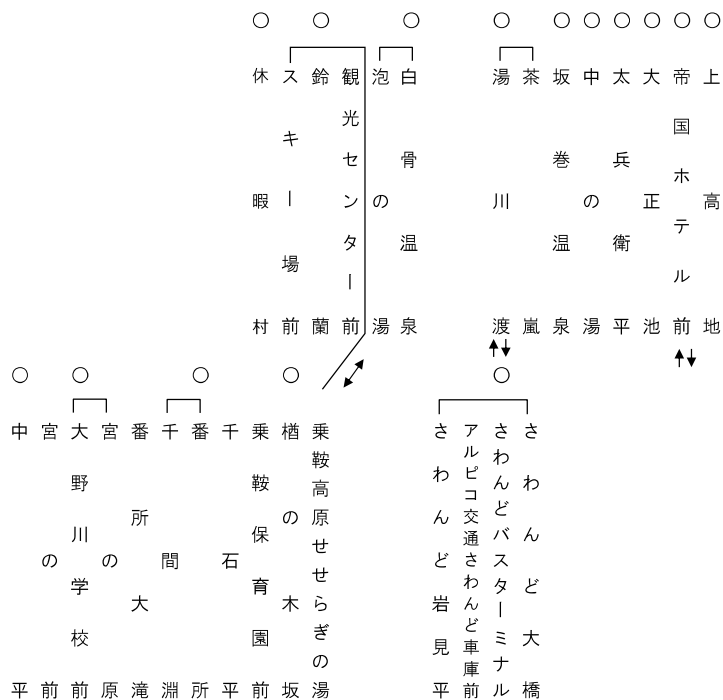 上高地
帝国ホテル前
大正池
太兵衛平
中の湯
坂巻温泉
茶嵐
湯川渡
白骨温泉
泡の湯
観光センター前
鈴蘭
スキー場前
休暇村
さわんど大橋
さわんどバスターミナル
アルピコ交通さわんど車庫前
さわんど岩見平
乗鞍高原せせらぎの湯
楢の木坂
乗鞍保育園前
千石平
番所
千間淵
番所大滝
宮の原
大野川学校前
宮の前
中平